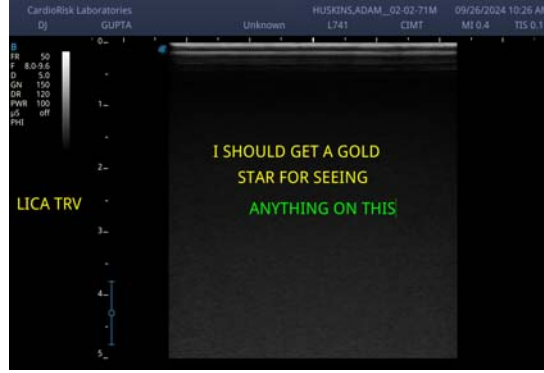 CardioRisk Laboratories HUSKINS,ADAM__02-02-71M 09/26/2024 10:26 AM
DJ GUPTA Unknown L741 CIMT MI 0.4 TIS 0.1
B
FR 50
F 8.0-9.6
D 5.0
GN 150
DR 120
PWR 100
µS off
PHI
0
1
2
3
4
5
I SHOULD GET A GOLD
STAR FOR SEEING
ANYTHING ON THIS
LICA TRV